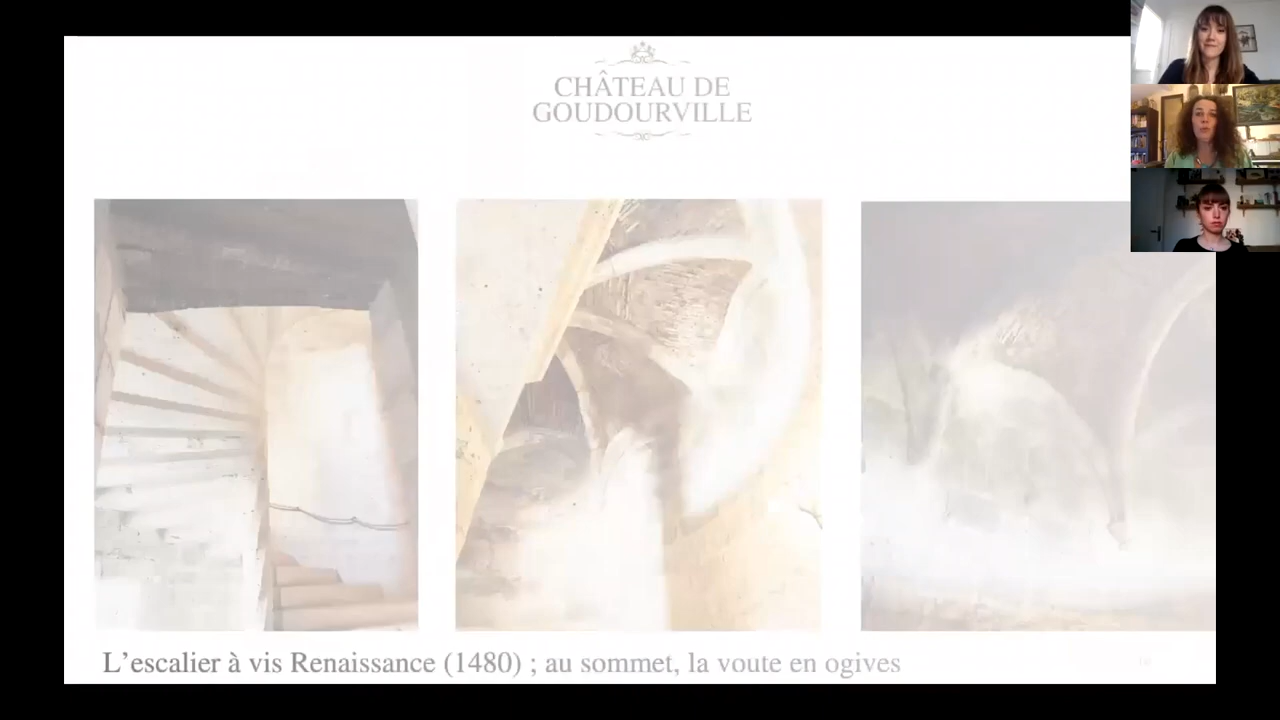 CHÂTEAU DE
GOUDOURVILLE
L'escalier à vis Renaissance (1480) ; au sommet, la voute en ogives